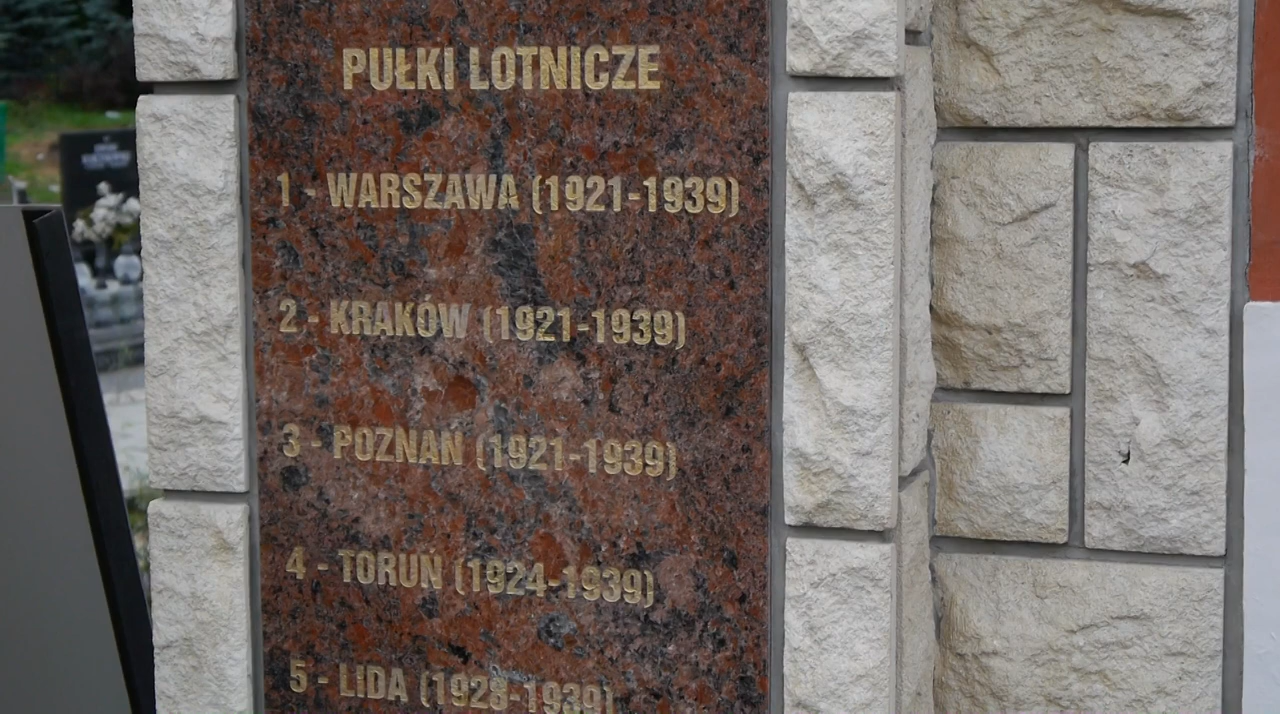 PUŁKI LOTNICZE
1 - WARSZAWA (1921-1939)
2 - KRAKÓW (1921-1939)
3 - POZNAŃ (1921-1939)
4 - TORUŃ (1924-1939)
5 - LIDA (1928-1939)